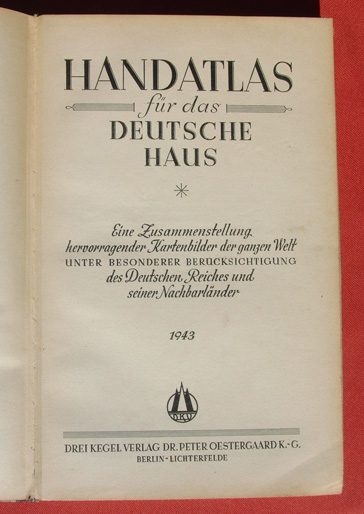 HANDATLAS
für das
DEUTSCHE
HAUS
Eine Zusammenstellung
hervorragender Kartenbilder der ganzen Welt
UNTER BESONDERER BERÜCKSICHTIGUNG
des Deutschen Reiches und
seiner Nachbarländer
1943
DKV
DREI KEGEL VERLAG DR. PETER OESTERGAARD K.-G.
BERLIN-LICHTERFELDE